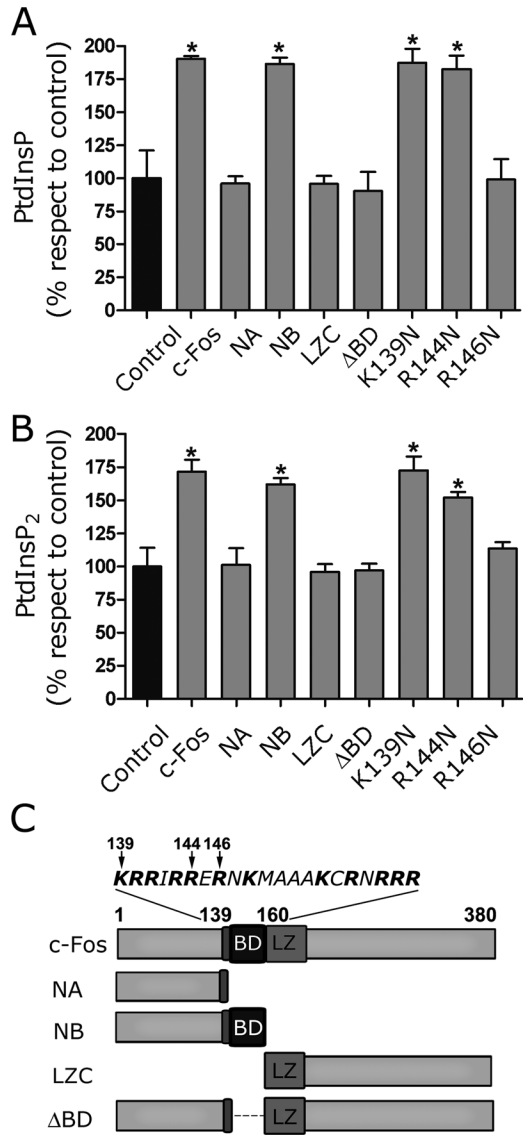 A
PtdInsP
(% respect to control)
200
175
150
125
100
75
50
25
0
* * * *
Control c-Fos NA NB LZC ΔBD K139N R144N R146N
B
PtdInsP2
(% respect to control)
200
175
150
125
100
75
50
25
0
* * * *
Control c-Fos NA NB LZC ΔBD K139N R144N R146N
C
139 144 146
KRRIRRERNKMAAAKCRNRRR
1 139 160 380
c-Fos BD LZ
NA
NB BD
LZC LZ
ΔBD LZ